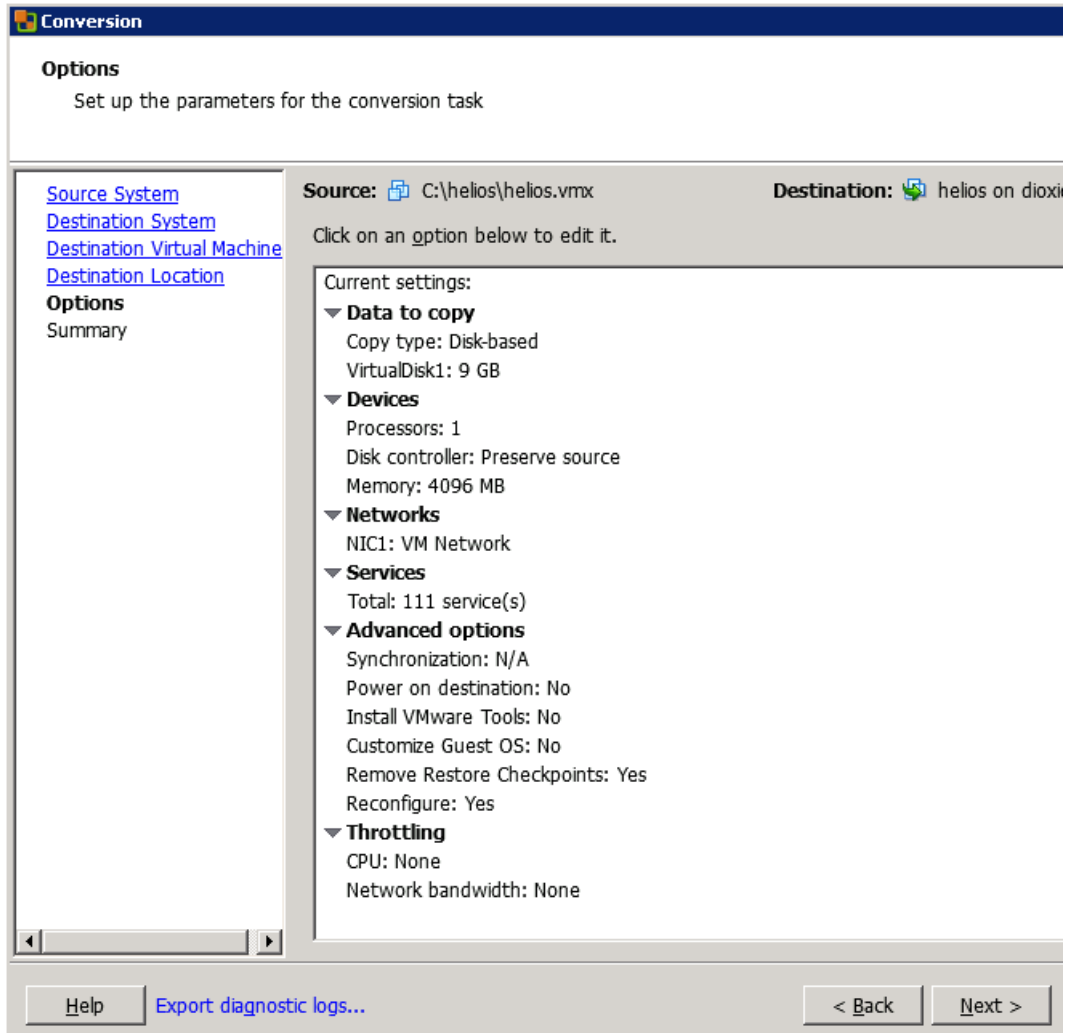 Conversion
Options
Set up the parameters for the conversion task
Source System
Destination System
Destination Virtual Machine
Destination Location
Options
Summary
Source: C:\helios\helios.vmx Destination: helios on
Click on an option below to edit it.
Current settings:
Data to copy
Copy type: Disk-based
VirtualDisk1: 9 GB
Devices
Processors: 1
Disk controller: Preserve source
Memory: 4096 MB
Networks
NIC1: VM Network
Services
Total: 111 service(s)
Advanced options
Synchronization: N/A
Power on destination: No
Install VMware Tools: No
Customize Guest OS: No
Remove Restore Checkpoints: Yes
Reconfigure: Yes
Throttling
CPU: None
Network bandwidth: None
Help Export diagnostic logs... < Back Next >